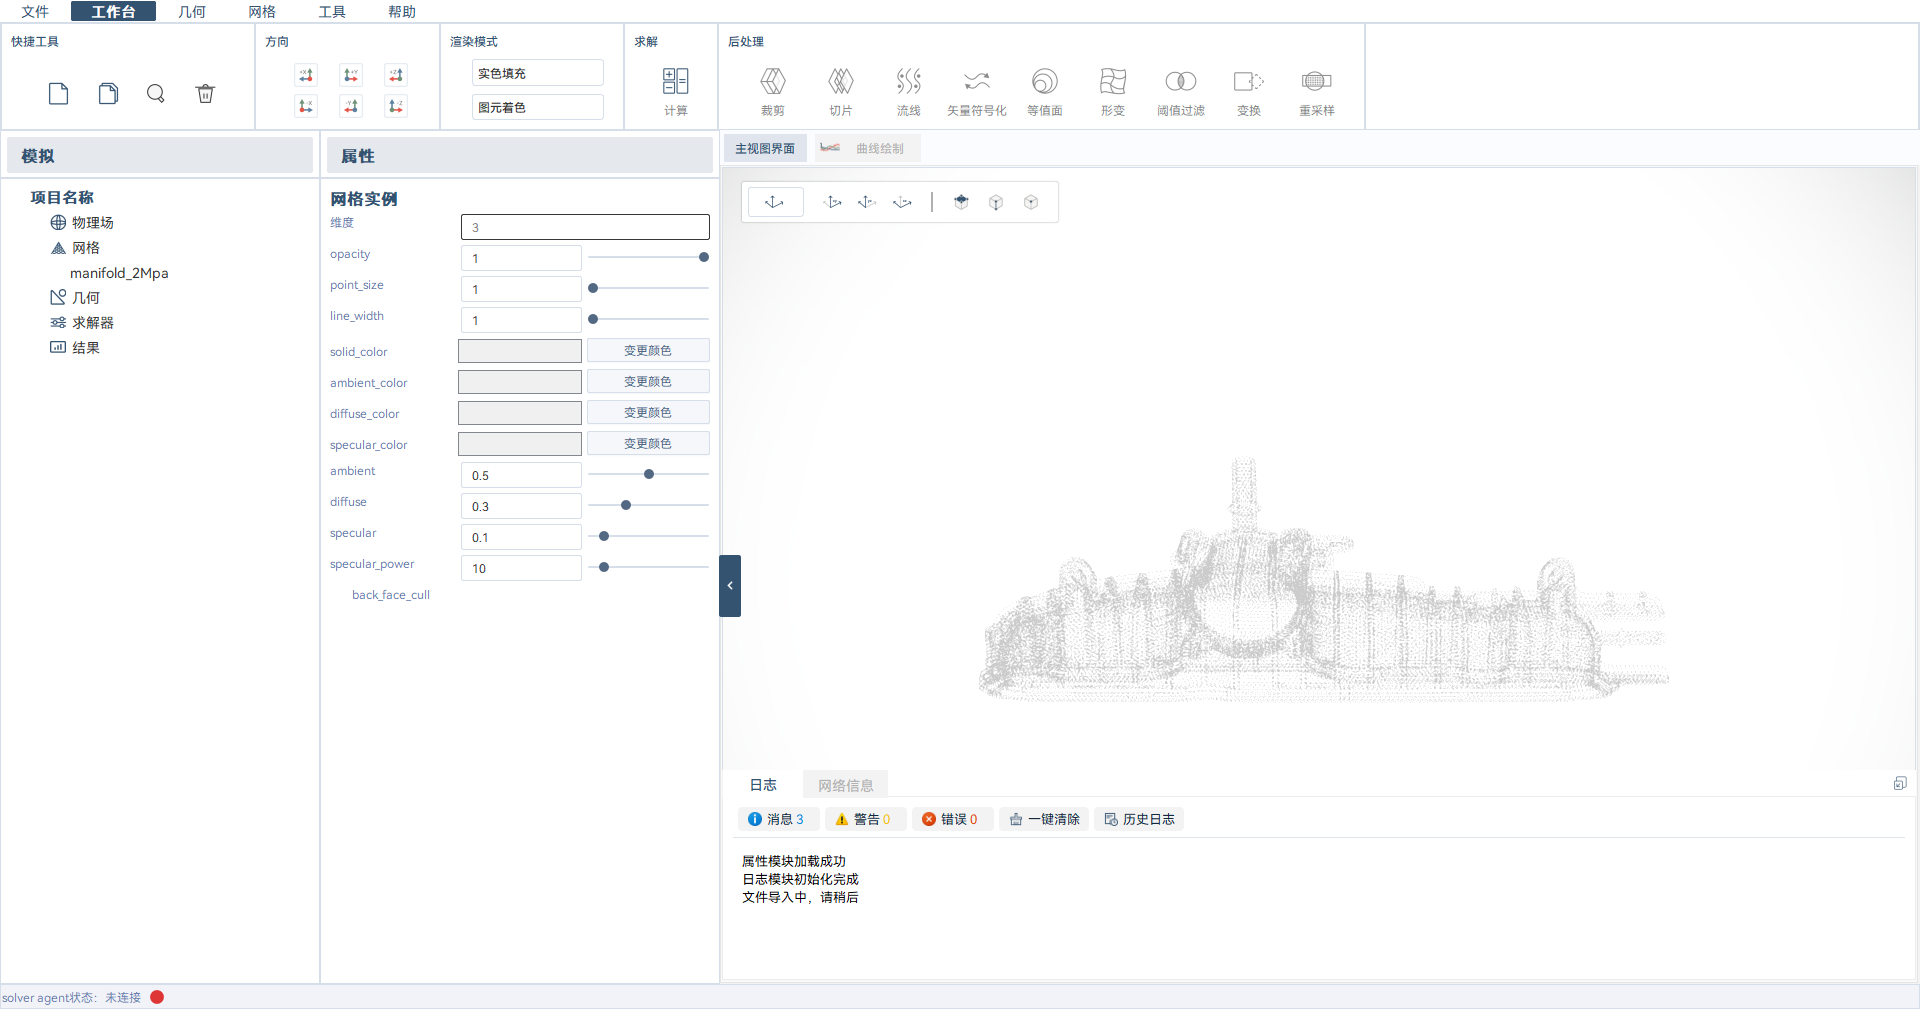 文件 工作台 几何 网格 工具 帮助
快捷工具 方向 渲染模式 求解 后处理
实色填充
图元着色
计算 裁剪 切片 流线 矢量符号化 等值面 形变 阈值过滤 变换 重采样
模拟
项目名称
物理场
网格
manifold_2Mpa
几何
求解器
结果
属性
网格实例
维度 3
opacity 1
point_size 1
line_width 1
solid_color 变更颜色
ambient_color 变更颜色
diffuse_color 变更颜色
specular_color 变更颜色
ambient 0.5
diffuse 0.3
specular 0.1
specular_power 10
back_face_cull
主视图界面 曲线绘制
日志 网络信息
消息 3 警告 0 错误 0 一键清除 历史日志
属性模块加载成功
日志模块初始化完成
文件导入中，请稍后
solver agent状态：未连接